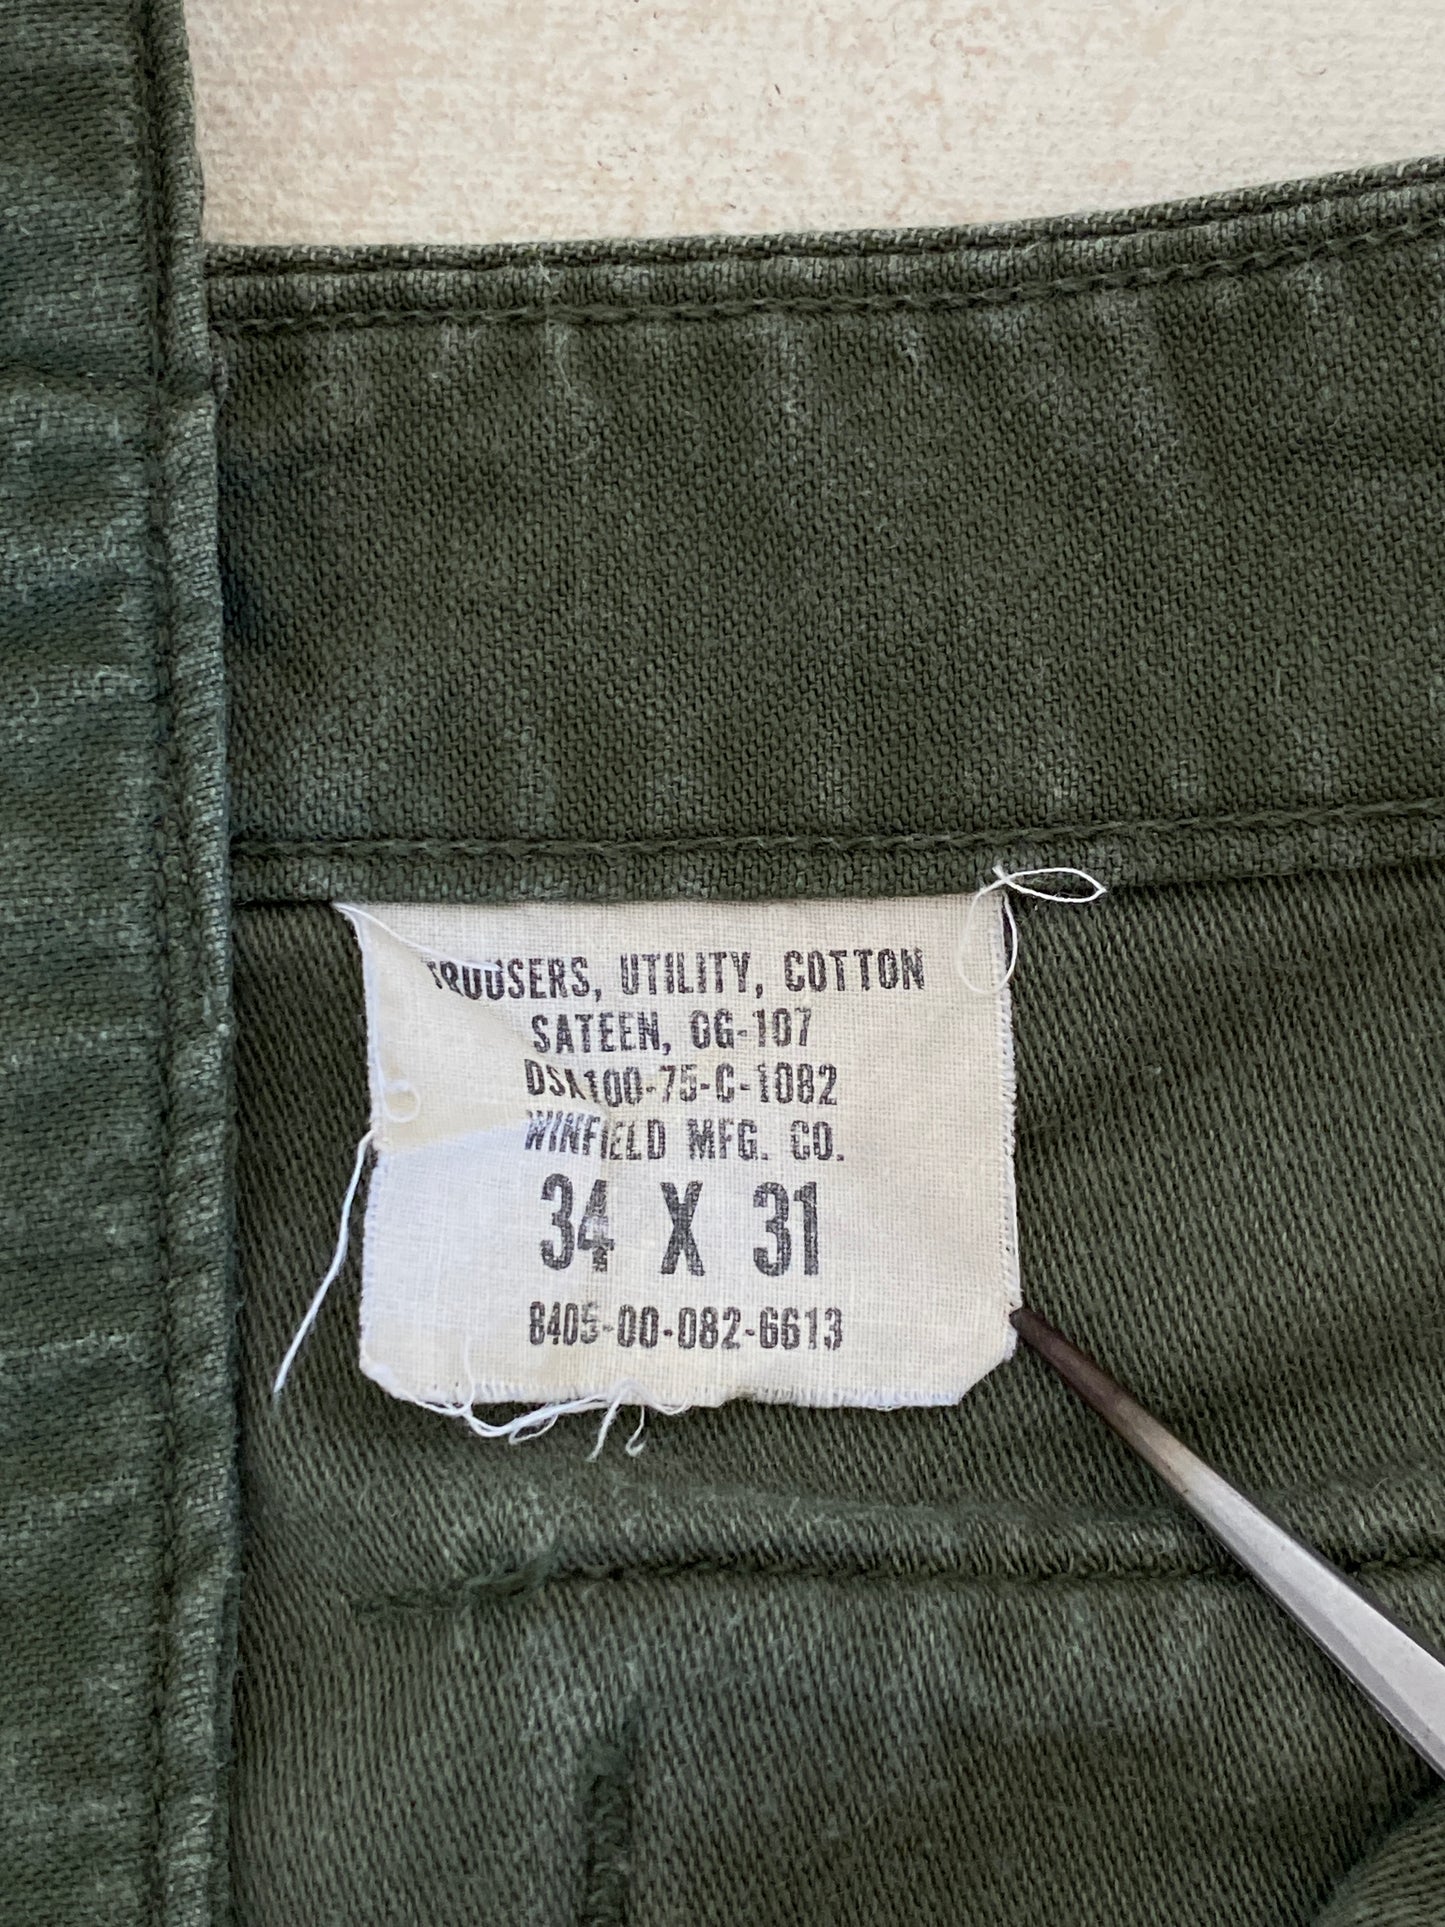 TROUSERS, UTILITY, COTTON
SATEEN, OG-107
DSA100-75-C-1082
WINFIELD MFG. CO.
34 X 31
8405-00-082-6613